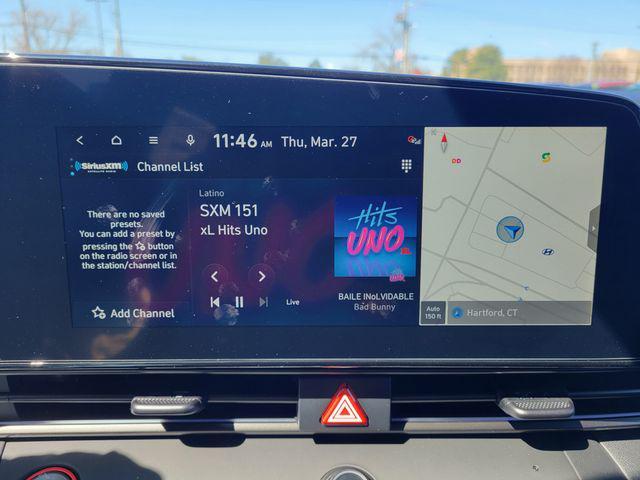 11:46 AM Thu, Mar. 27
SiriusXM
SATELLITE RADIO
Channel List
There are no saved
presets.
You can add a preset by
pressing the button
on the radio screen or in
the station/channel list.
Add Channel
Latino
SXM 151
xL Hits Uno
Live
Hits
UNO
BAILE INoLVIDABLE
Bad Bunny
Auto
150 ft
Hartford, CT